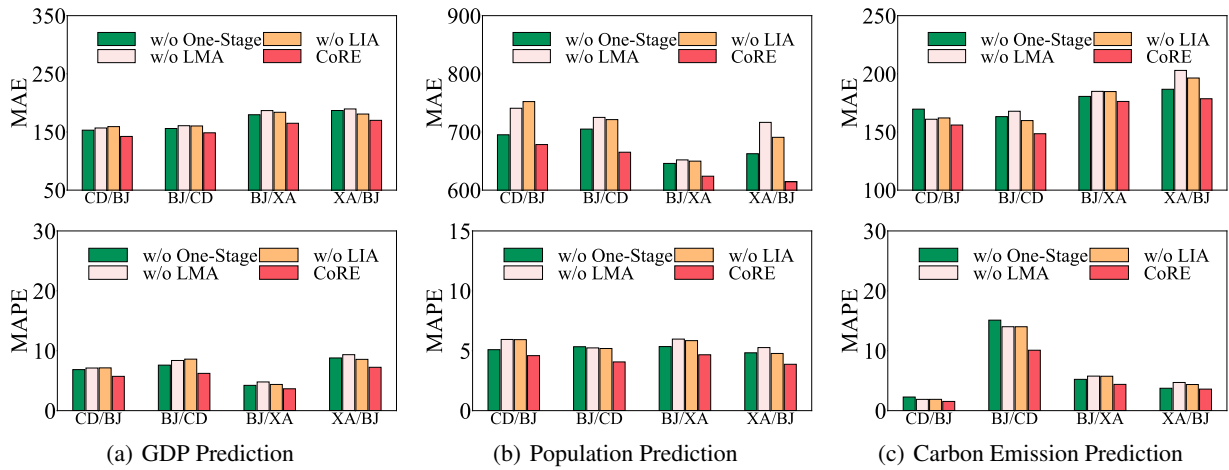 350
250
150
50
MAE
w/o One-Stage
w/o LIA
w/o LMA
CoRE
CD/BJ
BJ/CD
BJ/XA
XA/BJ
900
800
700
600
MAE
w/o One-Stage
w/o LIA
w/o LMA
CoRE
CD/BJ
BJ/CD
BJ/XA
XA/BJ
250
200
150
100
MAE
w/o One-Stage
w/o LIA
w/o LMA
CoRE
CD/BJ
BJ/CD
BJ/XA
XA/BJ
30
20
10
0
MAPE
w/o One-Stage
w/o LIA
w/o LMA
CoRE
CD/BJ
BJ/CD
BJ/XA
XA/BJ
15
10
5
0
MAPE
w/o One-Stage
w/o LIA
w/o LMA
CoRE
CD/BJ
BJ/CD
BJ/XA
XA/BJ
30
20
10
0
MAPE
w/o One-Stage
w/o LIA
w/o LMA
CoRE
CD/BJ
BJ/CD
BJ/XA
XA/BJ
(a) GDP Prediction
(b) Population Prediction
(c) Carbon Emission Prediction